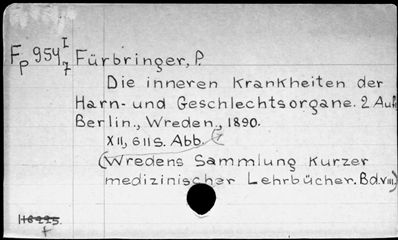 Fp 954 I/7 Fürbringer, P.
Die inneren Krankheiten der
Harn- und Geschlechtsorgane. 2 Aufl
Berlin., Wreden., 1890.
XII, 611 S. Abb.
(Wredens Sammlung kurzer
medizinischer Lehrbücher. Bd. VIII.)